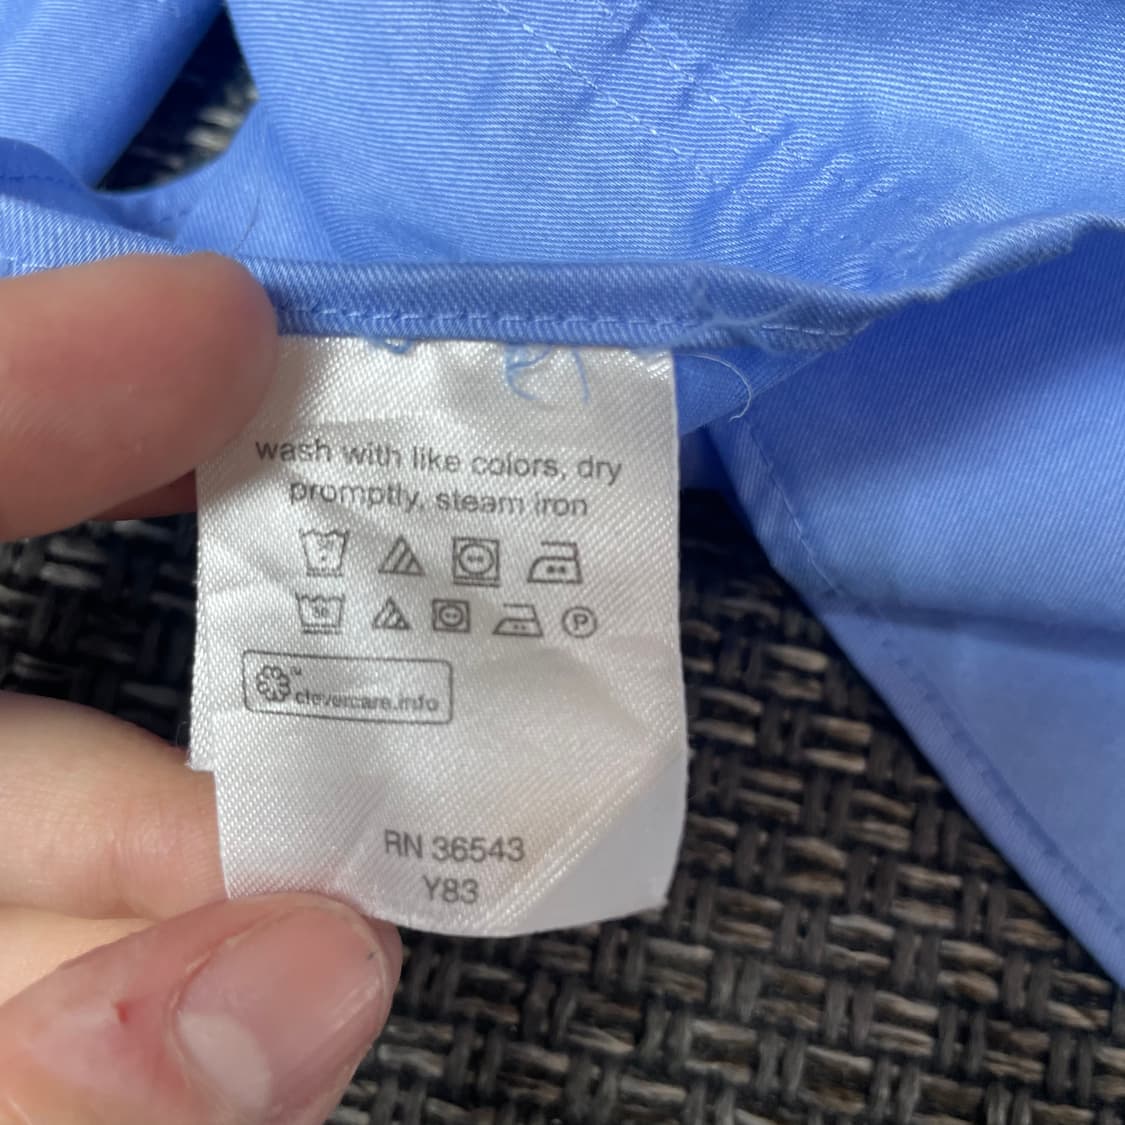 wash with like colors, dry
promptly, steam iron
P
clevercare.info
RN 36543
Y83